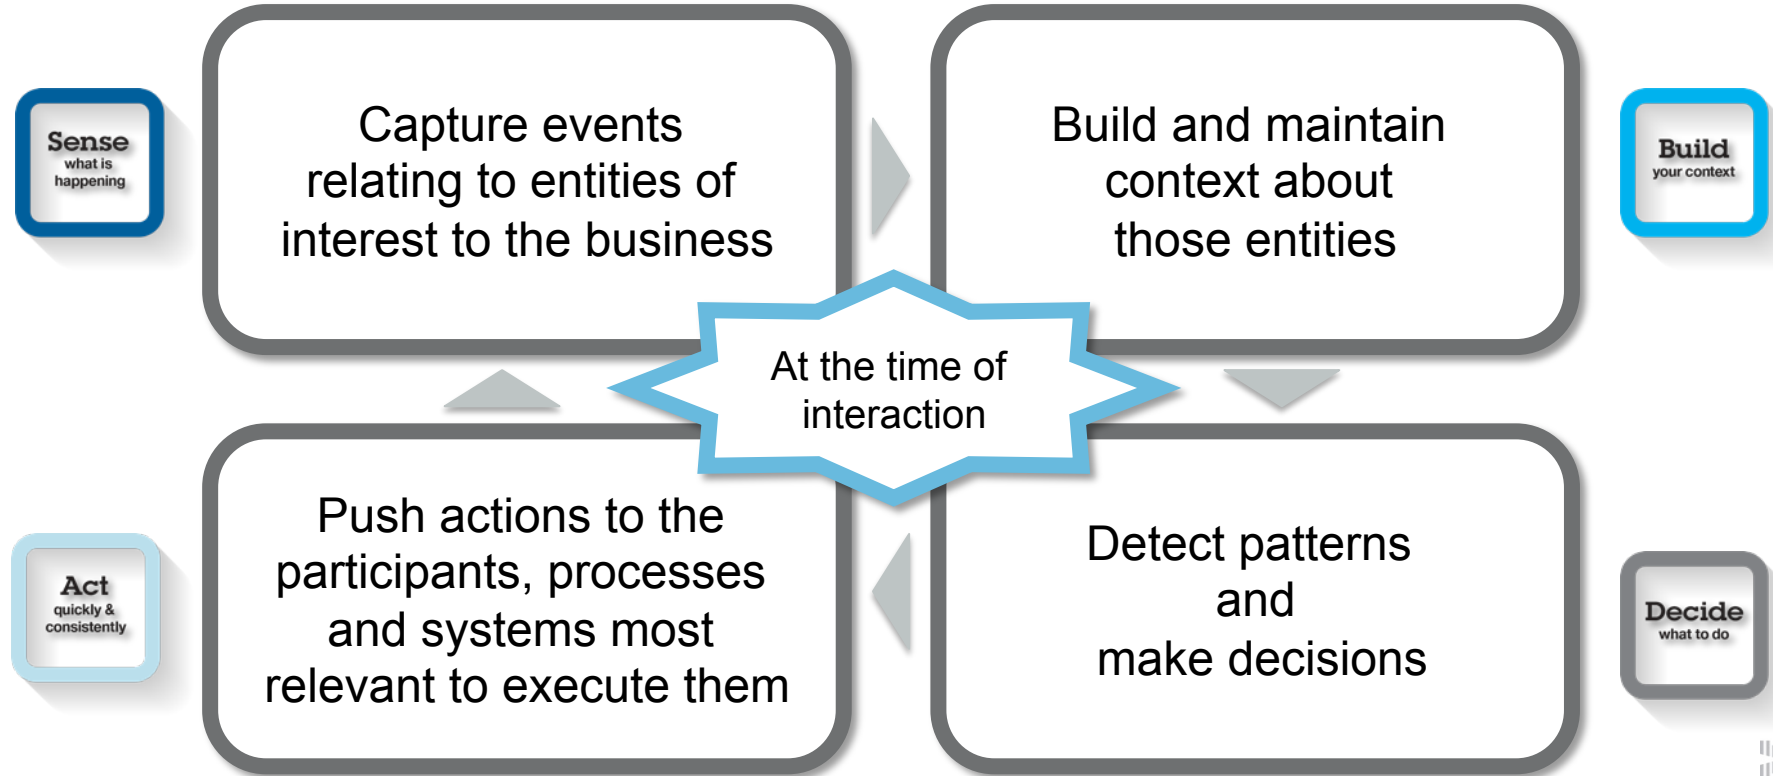 Sense
what is
happening
Capture events
relating to entities of
interest to the business
Build and maintain
context about
those entities
Build
your context
At the time of
interaction
Act
quickly &
consistently
Push actions to the
participants, processes
and systems most
relevant to execute them
Detect patterns
and
make decisions
Decide
what to do